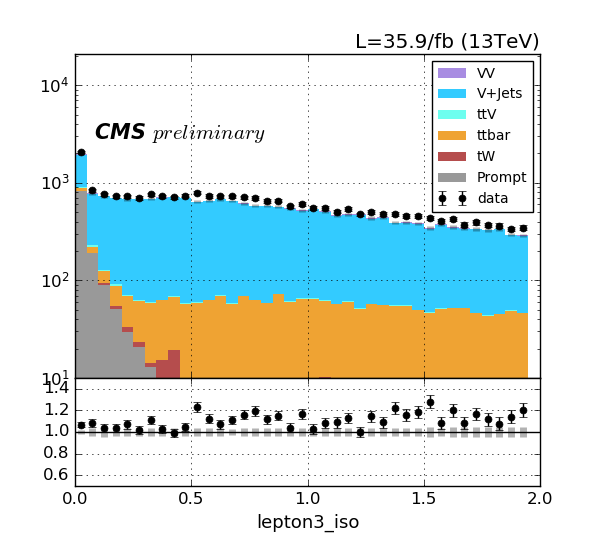 L=35.9/fb (13TeV)
10⁴
10³
10²
10¹
CMS preliminary
VV
V+Jets
ttV
ttbar
tW
Prompt
data
1.4
1.2
1.0
0.8
0.6
0.0 0.5 1.0 1.5 2.0
lepton3_iso